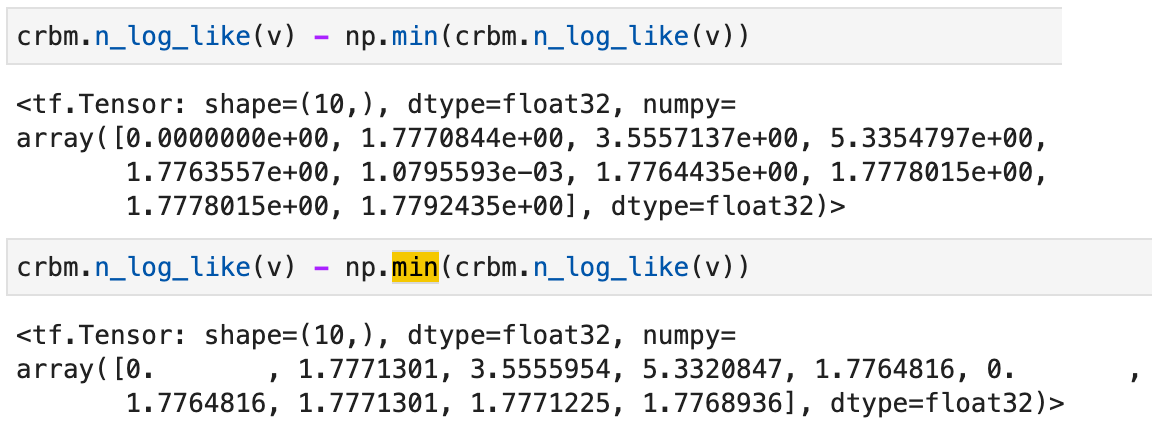 crbm.n_log_like(v) - np.min(crbm.n_log_like(v))
<tf.Tensor: shape=(10,), dtype=float32, numpy=
array([0.0000000e+00, 1.7770844e+00, 3.5557137e+00, 5.3354797e+00,
       1.7763557e+00, 1.0795593e-03, 1.7764435e+00, 1.7778015e+00,
       1.7778015e+00, 1.7792435e+00], dtype=float32)>
crbm.n_log_like(v) - np.min(crbm.n_log_like(v))
<tf.Tensor: shape=(10,), dtype=float32, numpy=
array([0.       , 1.7771301, 3.5555954, 5.3320847, 1.7764816, 0.       ,
       1.7764816, 1.7771301, 1.7771225, 1.7768936], dtype=float32)>